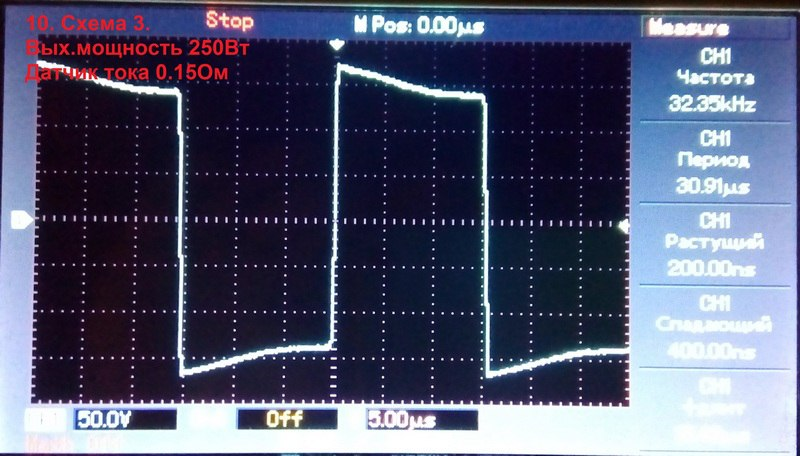 10. Схема 3.
Вых.мощность 250Вт
Датчик тока 0.15Ом
Stop
M Pos: 0.00µs
Measure
CH1
Частота
32.35kHz
CH1
Период
30.91µs
CH1
Растущий
200.00ns
CH1
Спадающий
400.00ns
CH1
50.0V
Off
5.00µs